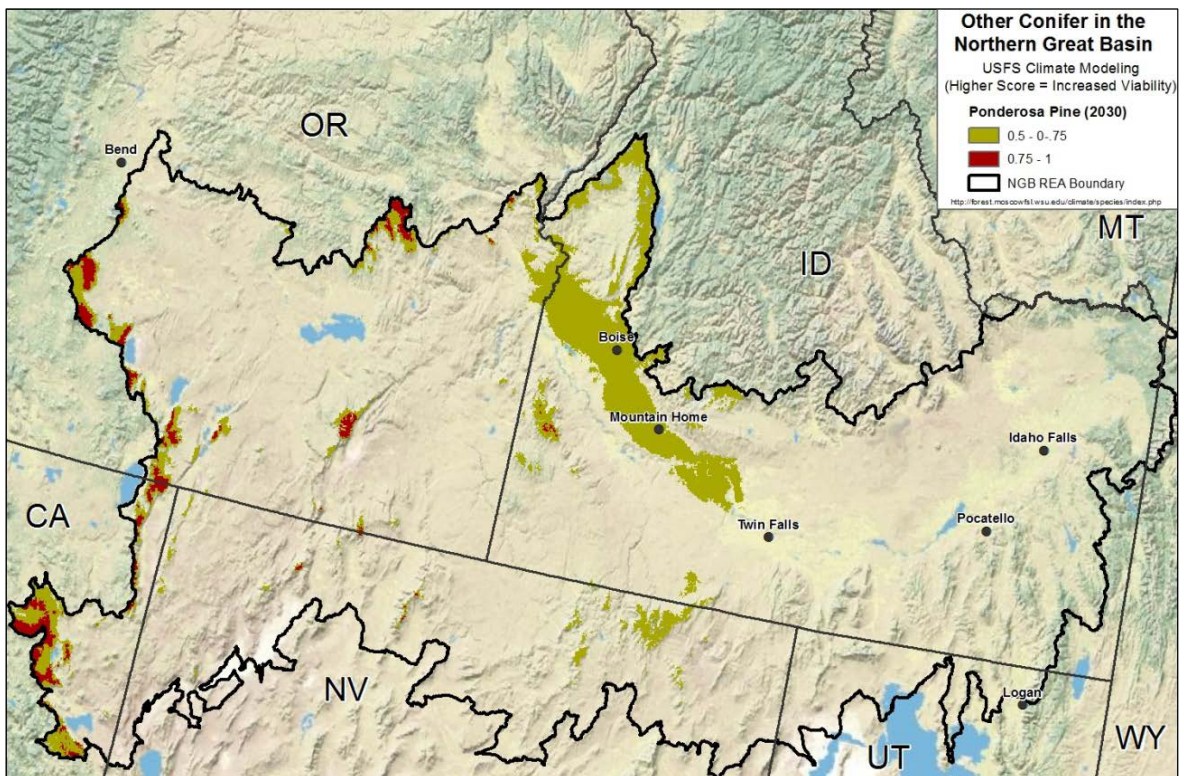 Other Conifer in the
Northern Great Basin
USFS Climate Modeling
(Higher Score = Increased Viability)
Ponderosa Pine (2030)
0.5 - 0-.75
0.75 - 1
NGB REA Boundary
http://forest.moscowfsl.wsu.edu/climate/species/index.php
OR
Bend
MT
ID
Boise
Mountain Home
Idaho Falls
CA
Twin Falls
Pocatello
NV
Logan
UT
WY